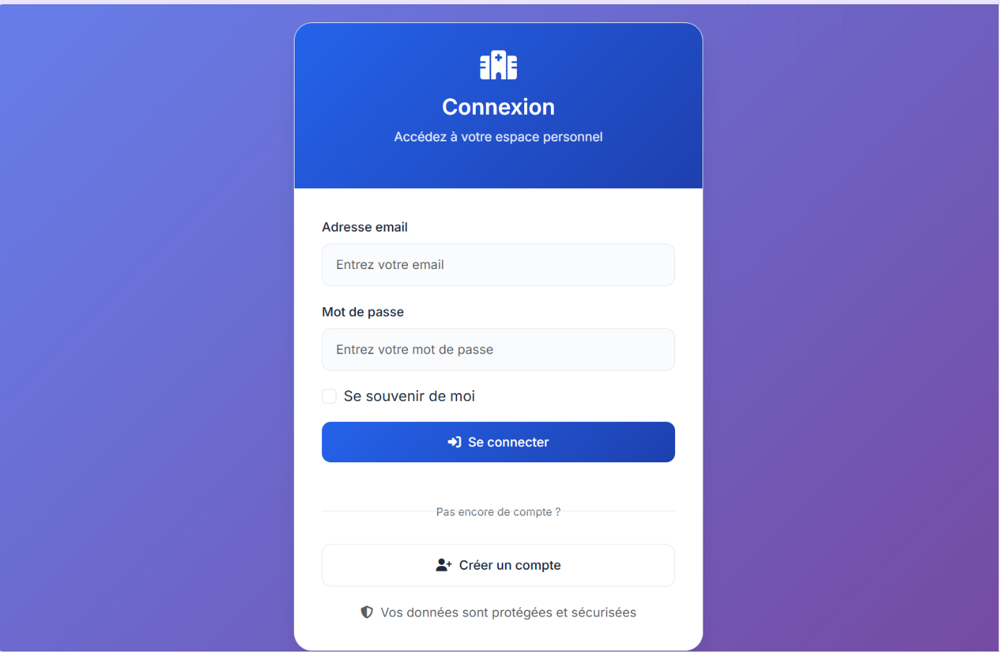 Connexion
Accédez à votre espace personnel
Adresse email
Entrez votre email
Mot de passe
Entrez votre mot de passe
Se souvenir de moi
Se connecter
Pas encore de compte ?
Créer un compte
Vos données sont protégées et sécurisées